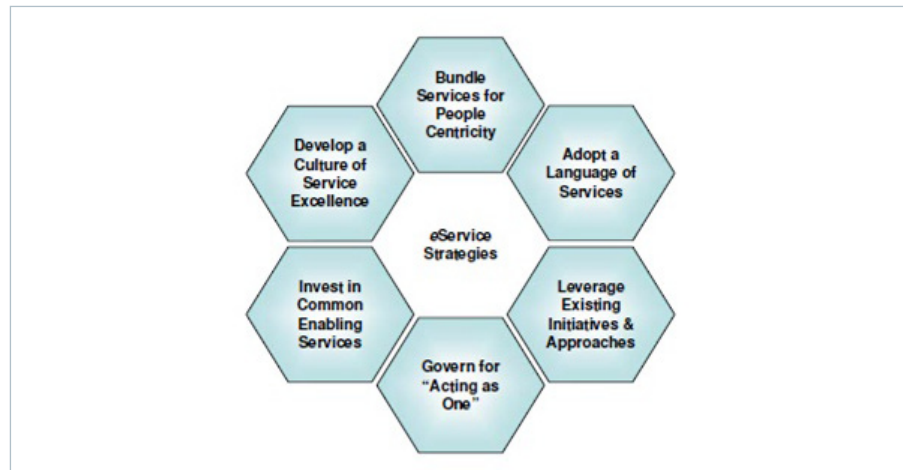 Bundle
Services for
People
Centricity
Develop a
Culture of
Service
Excellence
Adopt a
Language of
Services
eService
Strategies
Invest in
Common
Enabling
Services
Leverage
Existing
Initiatives &
Approaches
Govern for
“Acting as
One”